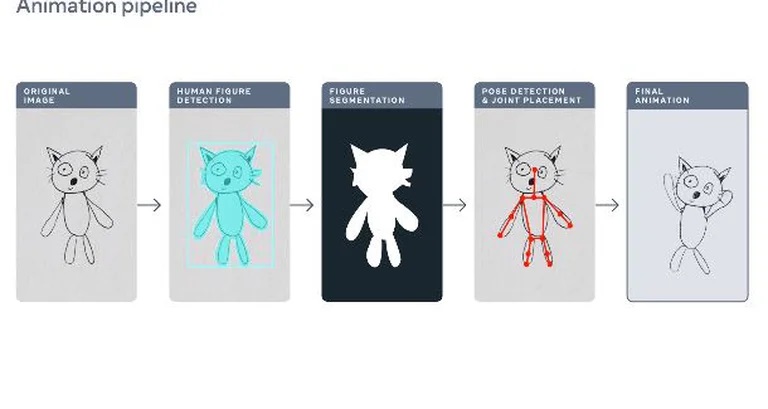 Animation pipeline
ORIGINAL
IMAGE
HUMAN FIGURE
DETECTION
FIGURE
SEGMENTATION
POSE DETECTION
& JOINT PLACEMENT
FINAL
ANIMATION